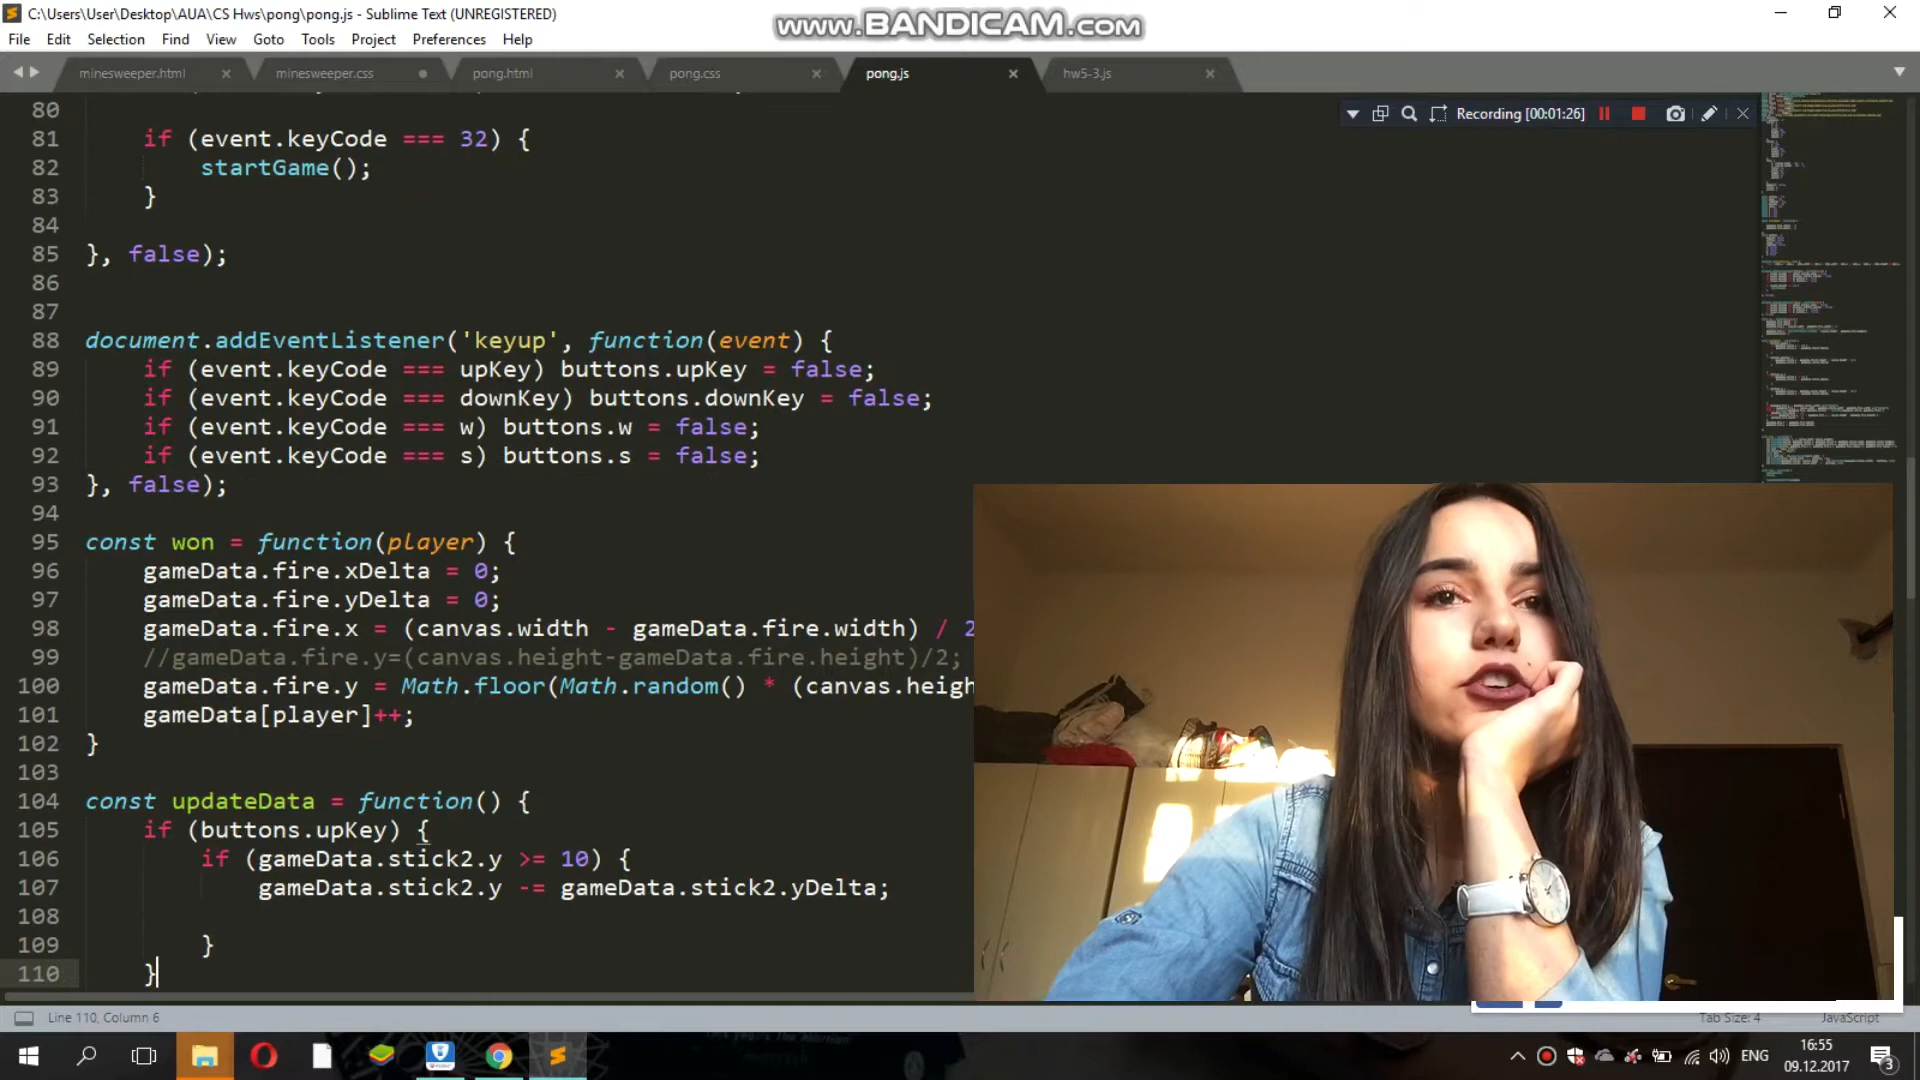 C:\Users\User\Desktop\AUA\CS Hws\pong\pong.js - Sublime Text (UNREGISTERED)
www.BANDICAM.com
File Edit Selection Find View Goto Tools Project Preferences Help
minesweeper.html
minesweeper.css
pong.html
pong.css
pong.js
hw5-3.js
Recording [00:01:26]
80
81 if (event.keyCode === 32) {
82 startGame();
83 }
84
85 }, false);
86
87
88 document.addEventListener('keyup', function(event) {
89 if (event.keyCode === upKey) buttons.upKey = false;
90 if (event.keyCode === downKey) buttons.downKey = false;
91 if (event.keyCode === w) buttons.w = false;
92 if (event.keyCode === s) buttons.s = false;
93 }, false);
94
95 const won = function(player) {
96 gameData.fire.xDelta = 0;
97 gameData.fire.yDelta = 0;
98 gameData.fire.x = (canvas.width - gameData.fire.width) / 2
99 //gameData.fire.y=(canvas.height-gameData.fire.height)/2;
100 gameData.fire.y = Math.floor(Math.random() * (canvas.heigh
101 gameData[player]++;
102 }
103
104 const updateData = function() {
105 if (buttons.upKey) {
106 if (gameData.stick2.y >= 10) {
107 gameData.stick2.y -= gameData.stick2.yDelta;
108
109 }
110 }
Line 110, Column 6
Tab Size: 4
JavaScript
ENG
16:55
09.12.2017
3